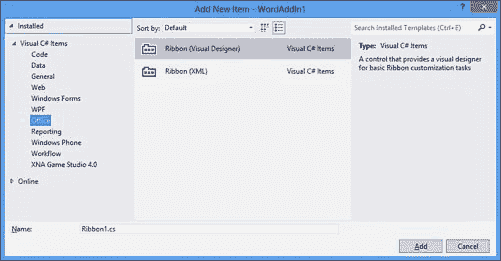 Add New Item - WordAddIn1
Installed
Sort by: Default
Search Installed Templates (Ctrl+E)
Visual C# Items
Code
Data
General
Web
Windows Forms
WPF
Office
Reporting
Windows Phone
Workflow
XNA Game Studio 4.0
Online
Ribbon (Visual Designer) Visual C# Items
Ribbon (XML) Visual C# Items
Type: Visual C# Items
A control that provides a visual designer
for basic Ribbon customization tasks
Name: Ribbon1.cs
Add Cancel